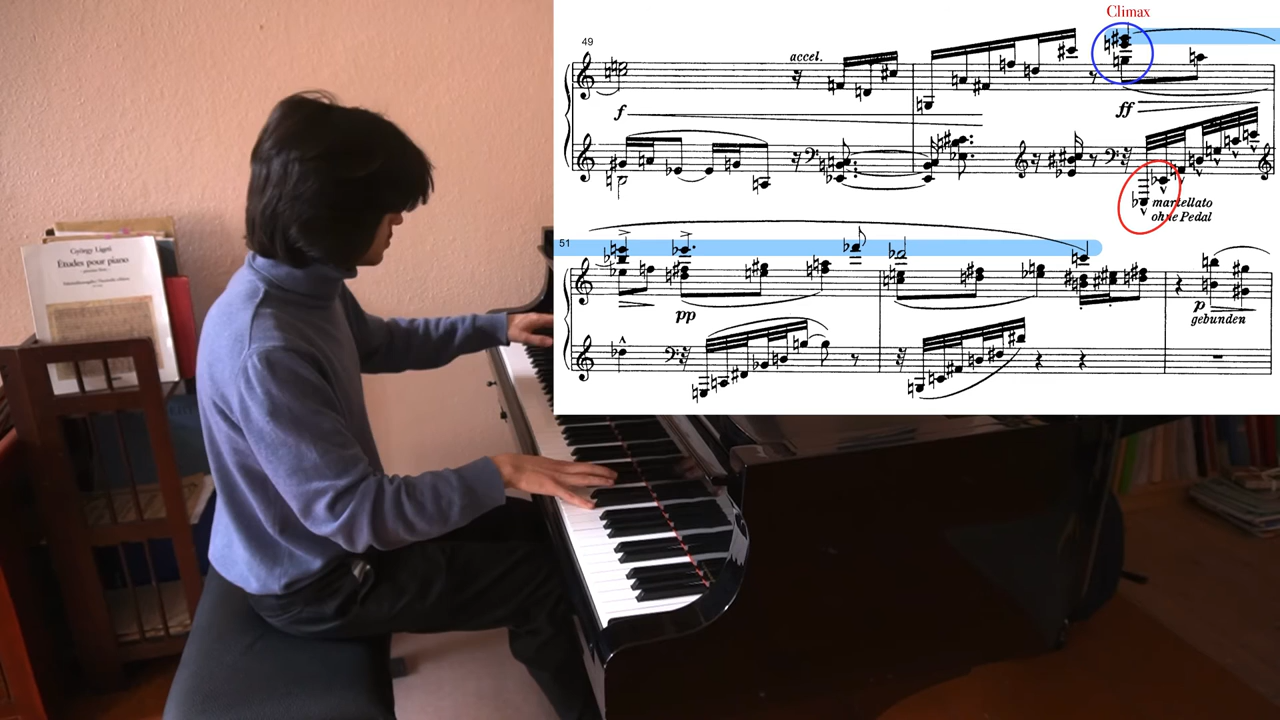 Climax
49
accel.
f
ff
martellato
ohne Pedal
51
pp
p
gebunden
György Ligeti
Études pour piano